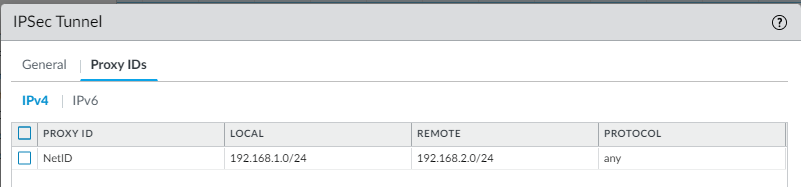 IPSec Tunnel ?
General | Proxy IDs
IPv4 | IPv6
PROXY ID LOCAL REMOTE PROTOCOL
NetID 192.168.1.0/24 192.168.2.0/24 any